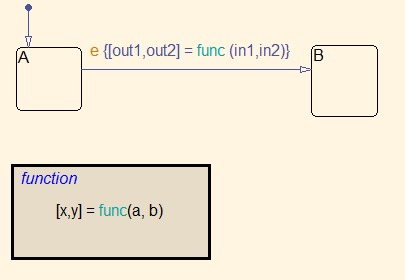 A
e {[out1,out2] = func (in1,in2)}
B
function
[x,y] = func(a, b)